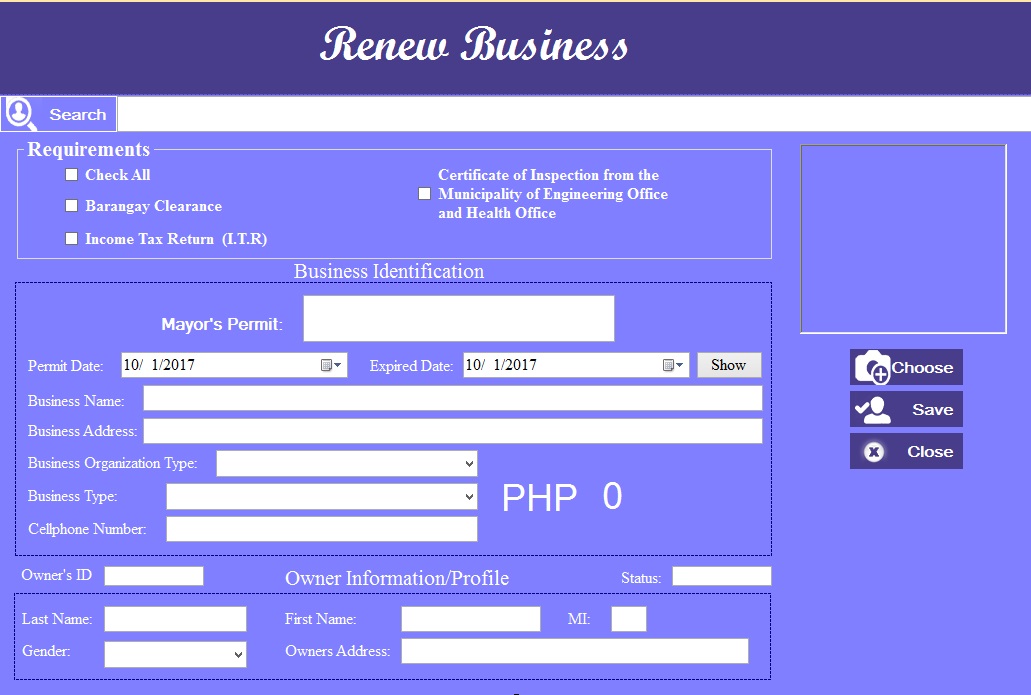 Renew Business
Search
Requirements
Check All
Barangay Clearance
Income Tax Return (I.T.R)
Certificate of Inspection from the
Municipality of Engineering Office
and Health Office
Business Identification
Mayor's Permit:
Permit Date: 10/ 1/2017 Expired Date: 10/ 1/2017 Show
Business Name:
Business Address:
Business Organization Type:
Business Type:
PHP 0
Cellphone Number:
Choose
Save
Close
Owner's ID Owner Information/Profile Status:
Last Name: First Name: MI:
Gender: Owners Address: